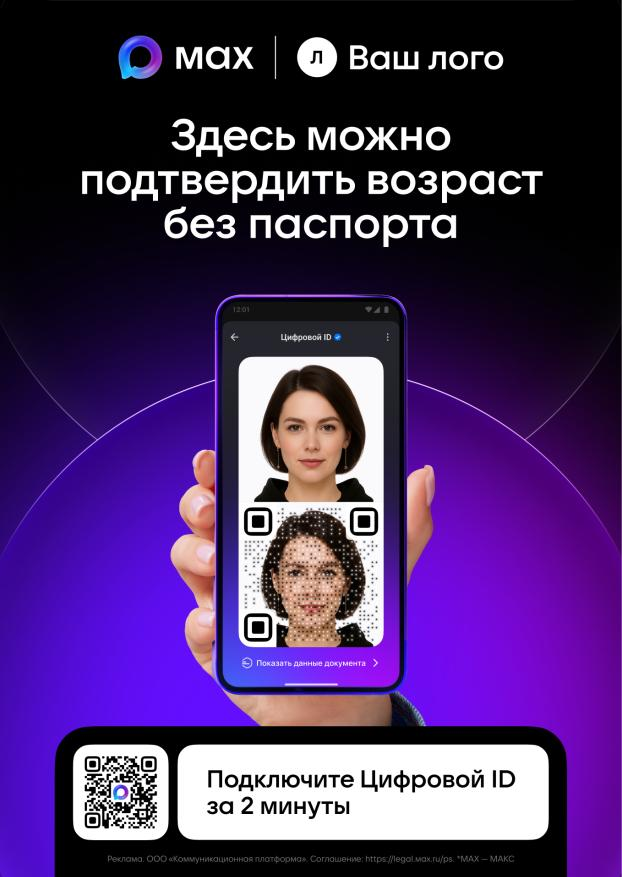 мах
Л Ваш лого
Здесь можно
подтвердить возраст
без паспорта
12:01
Цифровой ID
Показать данные документа
Подключите Цифровой ID
за 2 минуты
Реклама. ООО «Коммуникационная платформа». Соглашение: https://legal.max.ru/ps. *MAX — МАКС